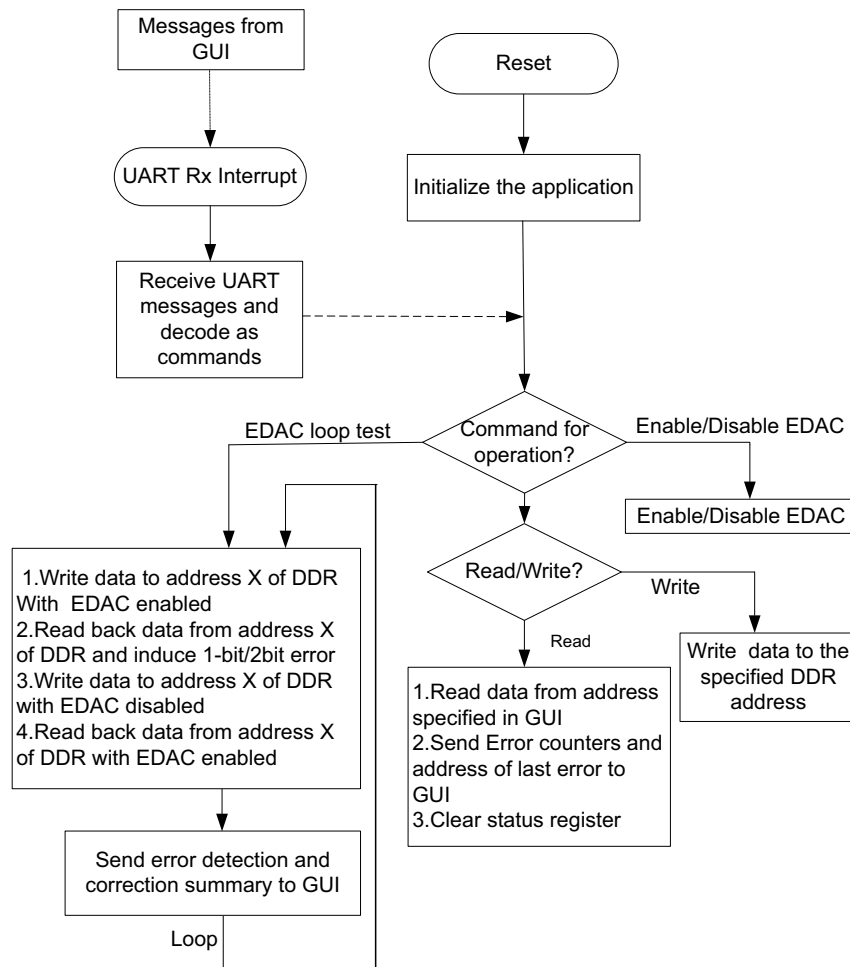 Messages from
GUI
Reset
UART Rx Interrupt
Initialize the application
Receive UART
messages and
decode as
commands
EDAC loop test
Command for
operation?
Enable/Disable EDAC
Enable/Disable EDAC
1.Write data to address X of DDR
With EDAC enabled
2.Read back data from address X
of DDR and induce 1-bit/2bit error
3.Write data to address X of DDR
with EDAC disabled
4.Read back data from address X
of DDR with EDAC enabled
Read/Write?
Write
Read
Write data to the
specified DDR
address
1.Read data from address
specified in GUI
2.Send Error counters and
address of last error to
GUI
3.Clear status register
Send error detection and
correction summary to GUI
Loop